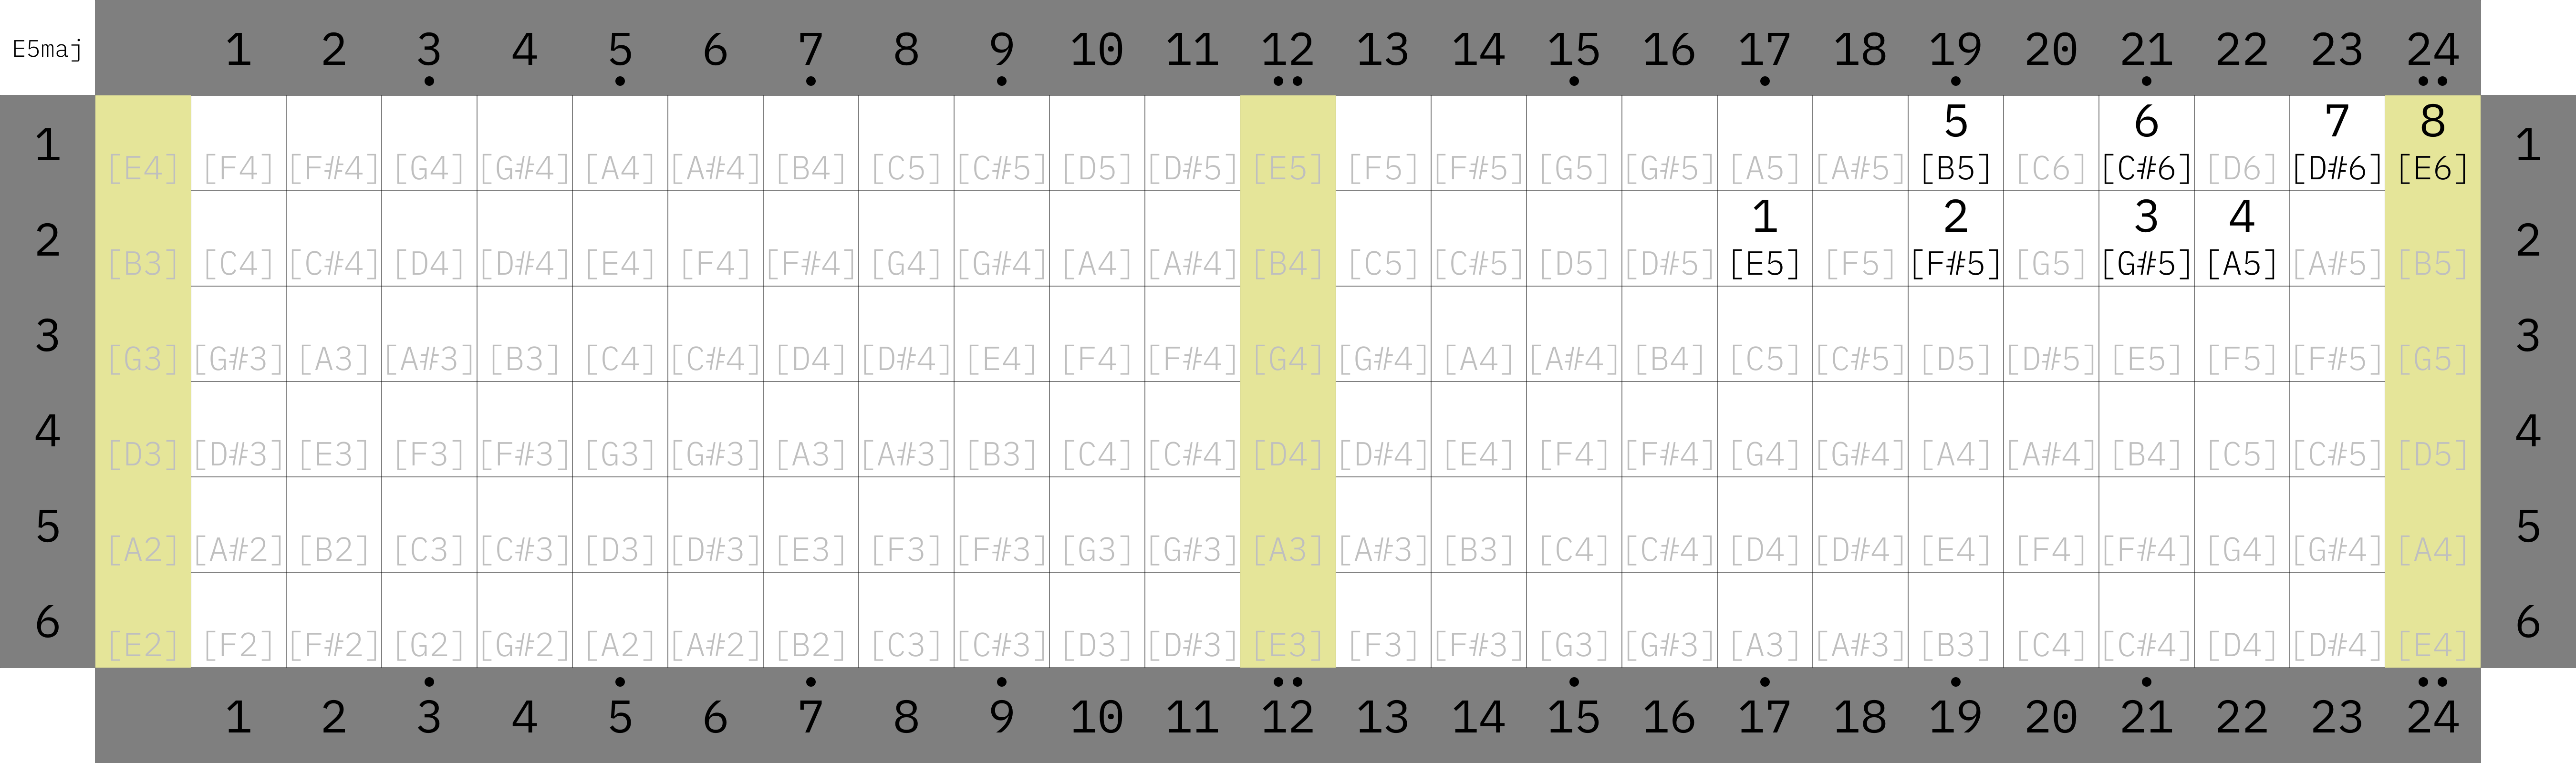 E5maj 1 2 3 4 5 6 7 8 9 10 11 12 13 14 15 16 17 18 19 20 21 22 23 24
5 6 7 8
1 [E4] [F4] [F#4] [G4] [G#4] [A4] [A#4] [B4] [C5] [C#5] [D5] [D#5] [E5] [F5] [F#5] [G5] [G#5] [A5] [A#5] [B5] [C6] [C#6] [D6] [D#6] [E6] 1
1 2 3 4
2 [B3] [C4] [C#4] [D4] [D#4] [E4] [F4] [F#4] [G4] [G#4] [A4] [A#4] [B4] [C5] [C#5] [D5] [D#5] [E5] [F5] [F#5] [G5] [G#5] [A5] [A#5] [B5] 2
3 [G3] [G#3] [A3] [A#3] [B3] [C4] [C#4] [D4] [D#4] [E4] [F4] [F#4] [G4] [G#4] [A4] [A#4] [B4] [C5] [C#5] [D5] [D#5] [E5] [F5] [F#5] [G5] 3
4 [D3] [D#3] [E3] [F3] [F#3] [G3] [G#3] [A3] [A#3] [B3] [C4] [C#4] [D4] [D#4] [E4] [F4] [F#4] [G4] [G#4] [A4] [A#4] [B4] [C5] [C#5] [D5] 4
5 [A2] [A#2] [B2] [C3] [C#3] [D3] [D#3] [E3] [F3] [F#3] [G3] [G#3] [A3] [A#3] [B3] [C4] [C#4] [D4] [D#4] [E4] [F4] [F#4] [G4] [G#4] [A4] 5
6 [E2] [F2] [F#2] [G2] [G#2] [A2] [A#2] [B2] [C3] [C#3] [D3] [D#3] [E3] [F3] [F#3] [G3] [G#3] [A3] [A#3] [B3] [C4] [C#4] [D4] [D#4] [E4] 6
1 2 3 4 5 6 7 8 9 10 11 12 13 14 15 16 17 18 19 20 21 22 23 24